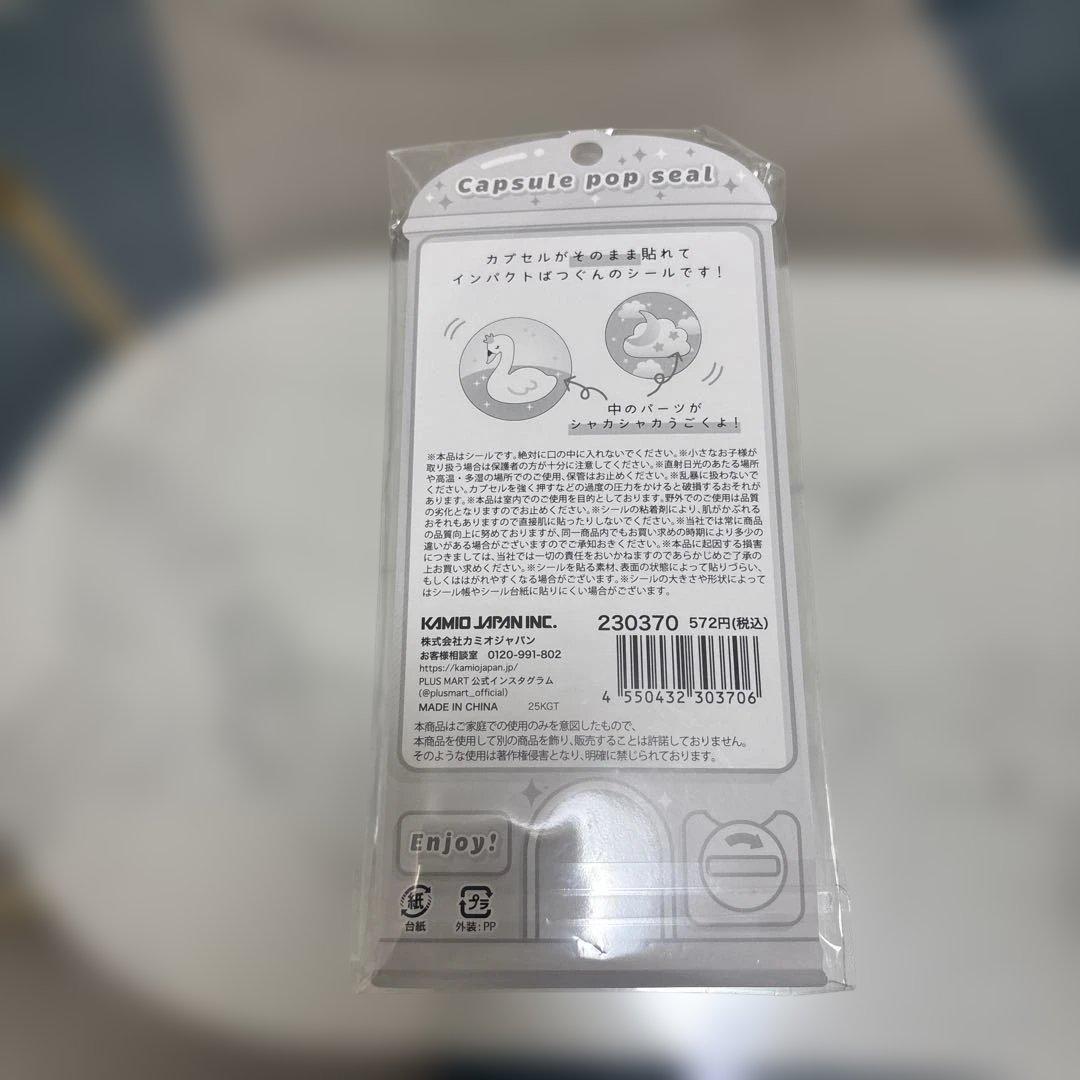 Capsule pop seal
カプセルがそのまま貼れて
インパクトばつぐんのシールです！
中のパーツが
シャカシャカうごくよ！
※本品はシールです。絶対に口の中に入れないでください。※小さなお子様が
取り扱う場合は保護者の方が十分に注意してください。※直射日光のあたる場所
や高温・多湿の場所でのご使用、保管はお止めください。※乱暴に扱わないで
ください。カプセルを強く押すなどの過度の圧力をかけると破損するおそれが
あります。※本品は室内でのご使用を目的としております。野外でのご使用は品質
の劣化となりますのでお止めください。※シールの粘着剤により、肌がかぶれる
おそれもありますので直接肌に貼ったりしないでください。※当社では常に商品
の品質向上に努めておりますが、同一商品内でもお買い求めの時期により多少の
違いがある場合がございますのでご承知おきください。※本品に起因する損害
につきましては、当社では一切の責任をおいかねますのであらかじめご了承の
上お買い求めください。※シールを貼る素材、表面の状態によって貼りづらい、
もしくははがれやすくなる場合がございます。※シールの大きさや形状によって
はシール帳やシール台紙に貼りにくい場合がございます。
KAMIO JAPAN INC.
株式会社カミオジャパン
お客様相談室 0120-991-802
https://kamiojapan.jp/
PLUS MART 公式インスタグラム
(@plusmart_official)
MADE IN CHINA 25KGT
230370 572円(税込)
4 550432 303706
本商品はご家庭での使用のみを意図したもので、
本商品を使用して別の商品を飾り、販売することは許諾しておりません。
そのような使用は著作権侵害となり、明確に禁じられております。
Enjoy!
紙
台紙
プラ
外装:PP